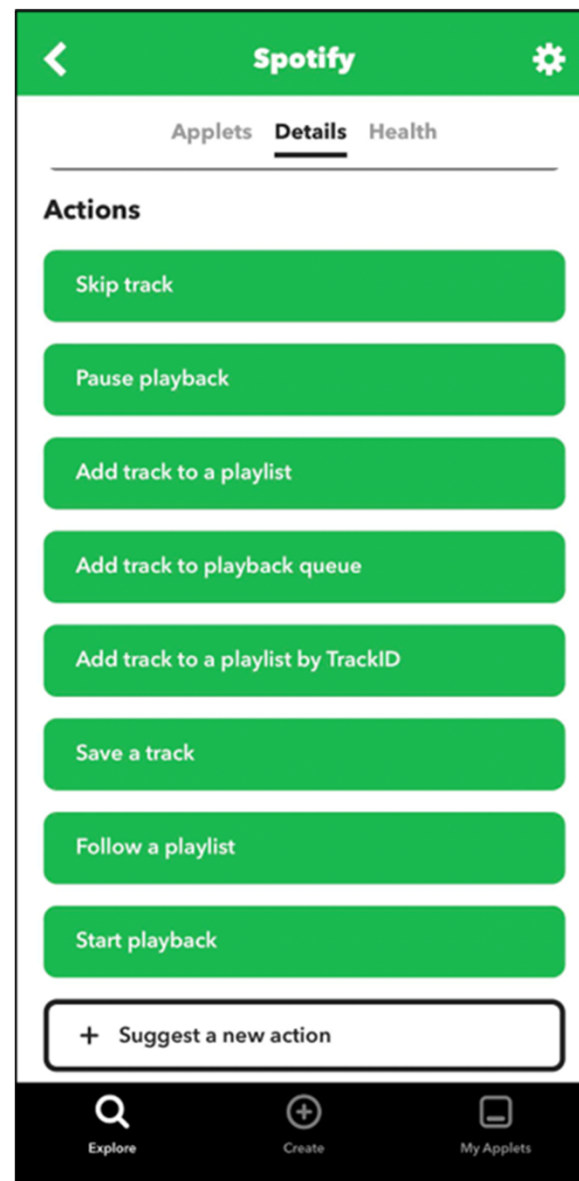 Spotify
Applets Details Health
Actions
Skip track
Pause playback
Add track to a playlist
Add track to playback queue
Add track to a playlist by TrackID
Save a track
Follow a playlist
Start playback
+ Suggest a new action
Explore Create My Applets